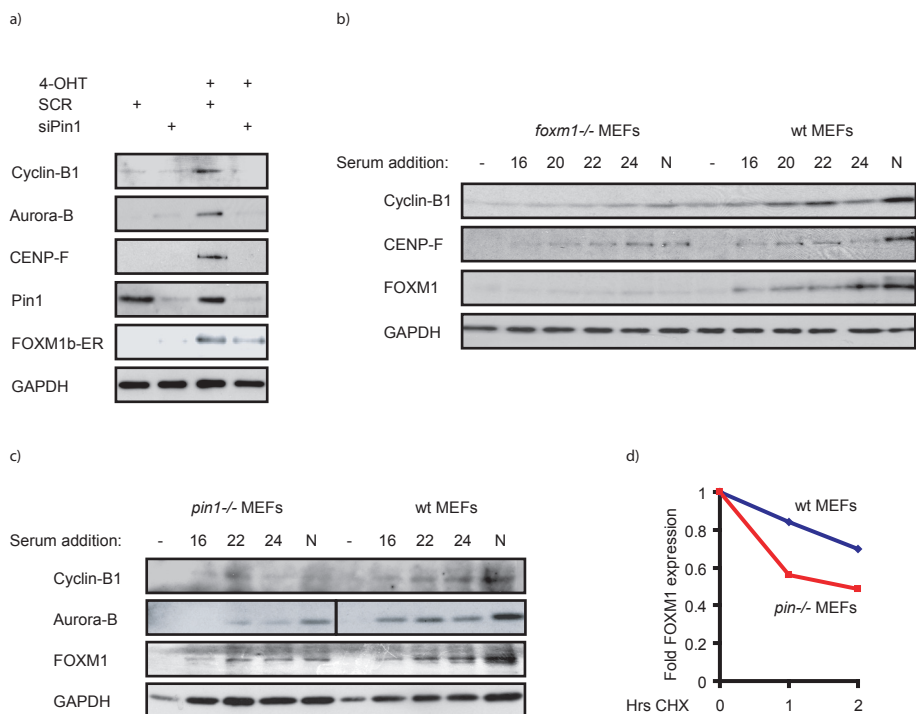 a)
4-OHT + +
SCR + +
siPin1 + +
Cyclin-B1
Aurora-B
CENP-F
Pin1
FOXM1b-ER
GAPDH
b)
foxm1-/- MEFs wt MEFs
Serum addition: - 16 20 22 24 N - 16 20 22 24 N
Cyclin-B1
CENP-F
FOXM1
GAPDH
c)
pin1-/- MEFs wt MEFs
Serum addition: - 16 22 24 N - 16 22 24 N
Cyclin-B1
Aurora-B
FOXM1
GAPDH
d)
Fold FOXM1 expression
1
0.8
0.6
0.4
0.2
0
wt MEFs
pin-/- MEFs
Hrs CHX 0 1 2